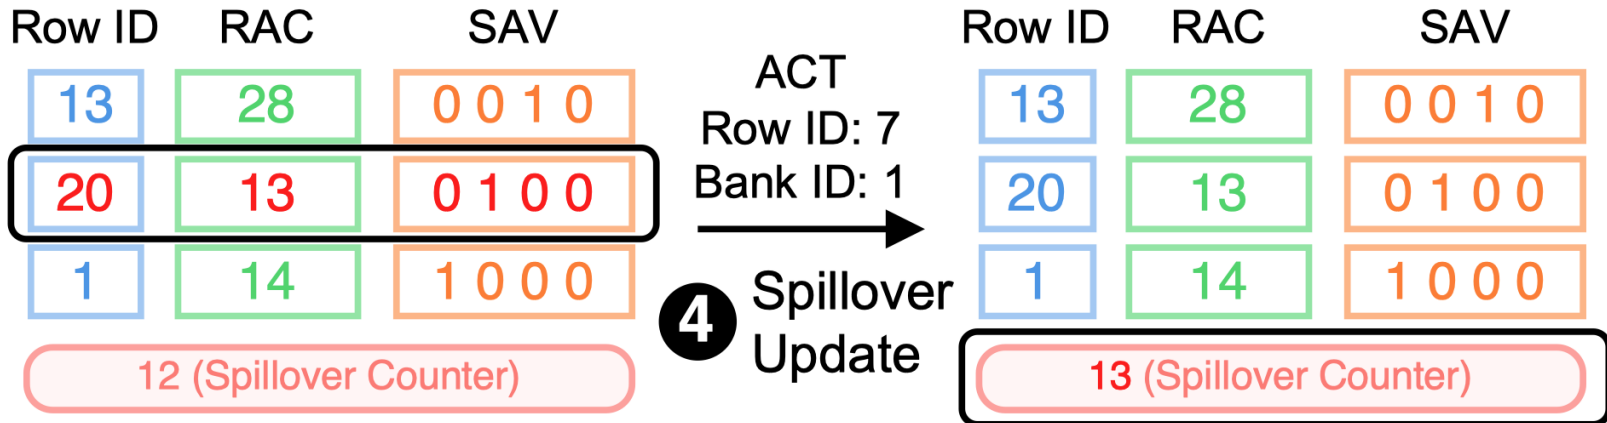 Row ID RAC SAV
13 28 0 0 1 0
20 13 0 1 0 0
1 14 1 0 0 0
12 (Spillover Counter)
ACT
Row ID: 7
Bank ID: 1
4 Spillover
Update
Row ID RAC SAV
13 28 0 0 1 0
20 13 0 1 0 0
1 14 1 0 0 0
13 (Spillover Counter)